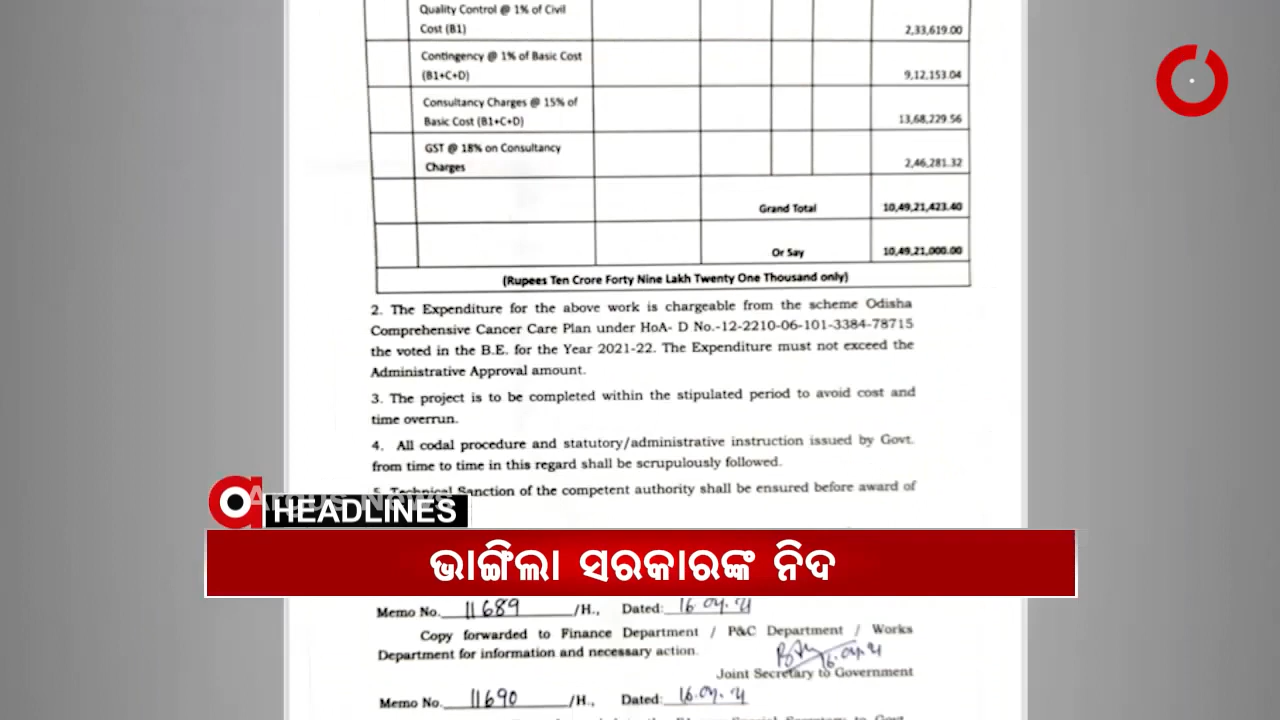 Quality Control @ 1% of Civil
Cost (B1) 2,33,619.00
Contingency @ 1% of Basic Cost
(B1+C+D) 9,12,153.04
Consultancy Charges @ 15% of
Basic Cost (B1+C+D) 13,68,229.56
GST @ 18% on Consultancy
Charges 2,46,281.32
Grand Total 10,49,21,423.40
Or Say 10,49,21,000.00
(Rupees Ten Crore Forty Nine Lakh Twenty One Thousand only)
2. The Expenditure for the above work is chargeable from the scheme Odisha
Comprehensive Cancer Care Plan under HoA- D No.-12-2210-06-101-3384-78715
the voted in the B.E. for the Year 2021-22. The Expenditure must not exceed the
Administrative Approval amount.
3. The project is to be completed within the stipulated period to avoid cost and
time overrun.
4. All codal procedure and statutory/administrative instruction issued by Govt.
from time to time in this regard shall be scrupulously followed.
5. Technical Sanction of the competent authority shall be ensured before award of
HEADLINES
ଭାଙ୍ଗିଲା ସରକାରଙ୍କ ନିଦ
Memo No. 11689 /H., Dated:
Copy forwarded to Finance Department / P&C Department / Works
Department for information and necessary action.
Joint Secretary to Government
Memo No. 11690 /H., Dated: